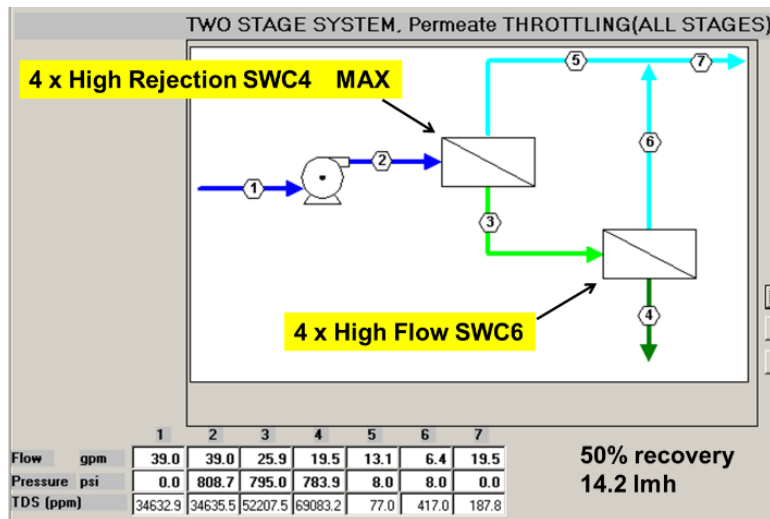 TWO STAGE SYSTEM, Permeate THROTTLING(ALL STAGES)
4 x High Rejection SWC4 MAX
5
7
6
2
1
3
4
4 x High Flow SWC6
1 2 3 4 5 6 7
Flow gpm 39.0 39.0 25.9 19.5 13.1 6.4 19.5
Pressure psi 0.0 808.7 795.0 783.9 8.0 8.0 0.0
TDS (ppm) 34632.9 34635.5 52207.5 69083.2 77.0 417.0 187.8
50% recovery
14.2 lmh